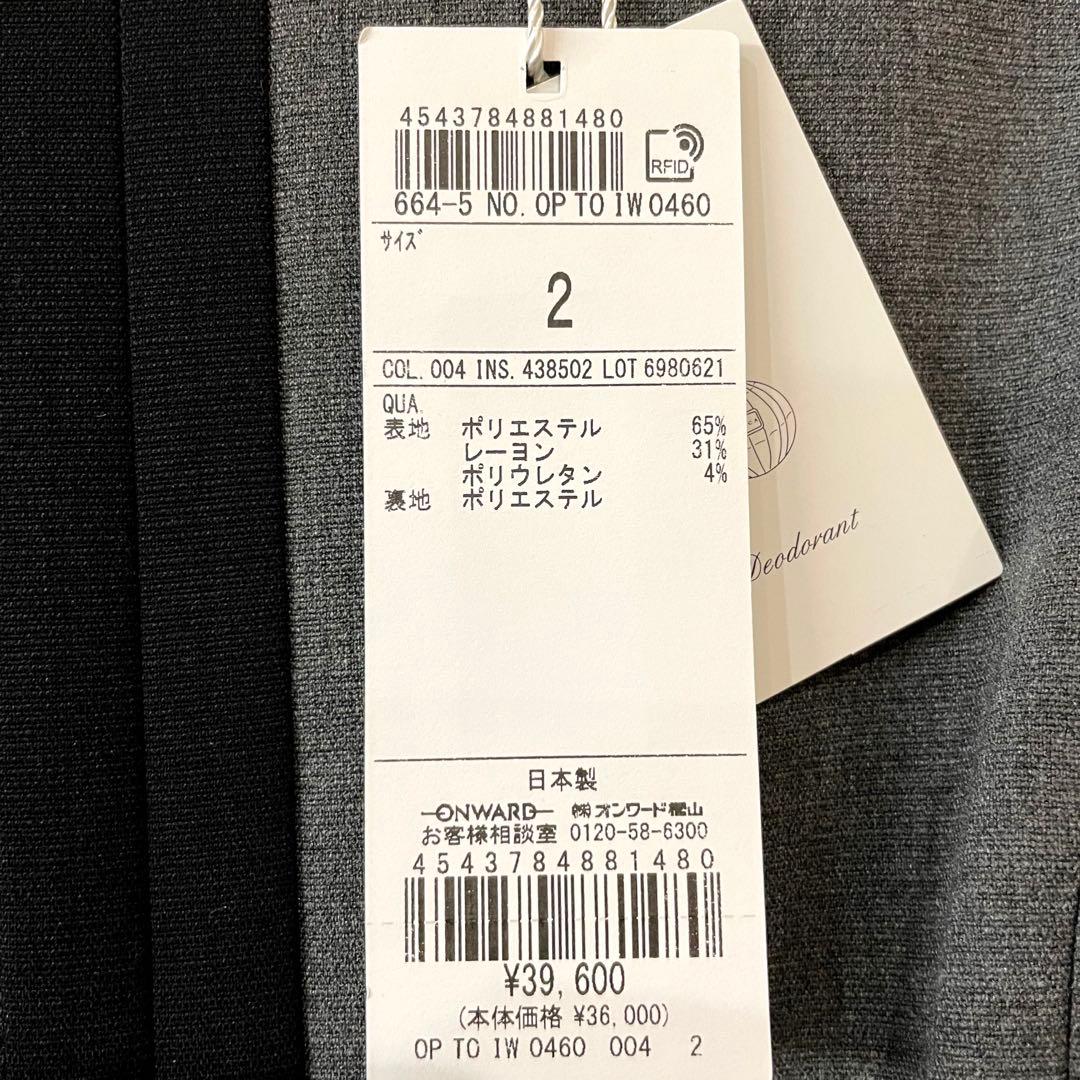 4543784881480
RFID
664-5 NO. OP TO IW 0460
サイズ
2
COL. 004 INS. 438502 LOT 6980621
QUA.
表地 ポリエステル 65%
レーヨン 31%
ポリウレタン 4%
裏地 ポリエステル
Deodorant
日本製
ONWARD ㈱オンワード樫山
お客様相談室 0120-58-6300
4543784881480
¥39,600
(本体価格 ¥36,000)
OP TO IW 0460 004 2